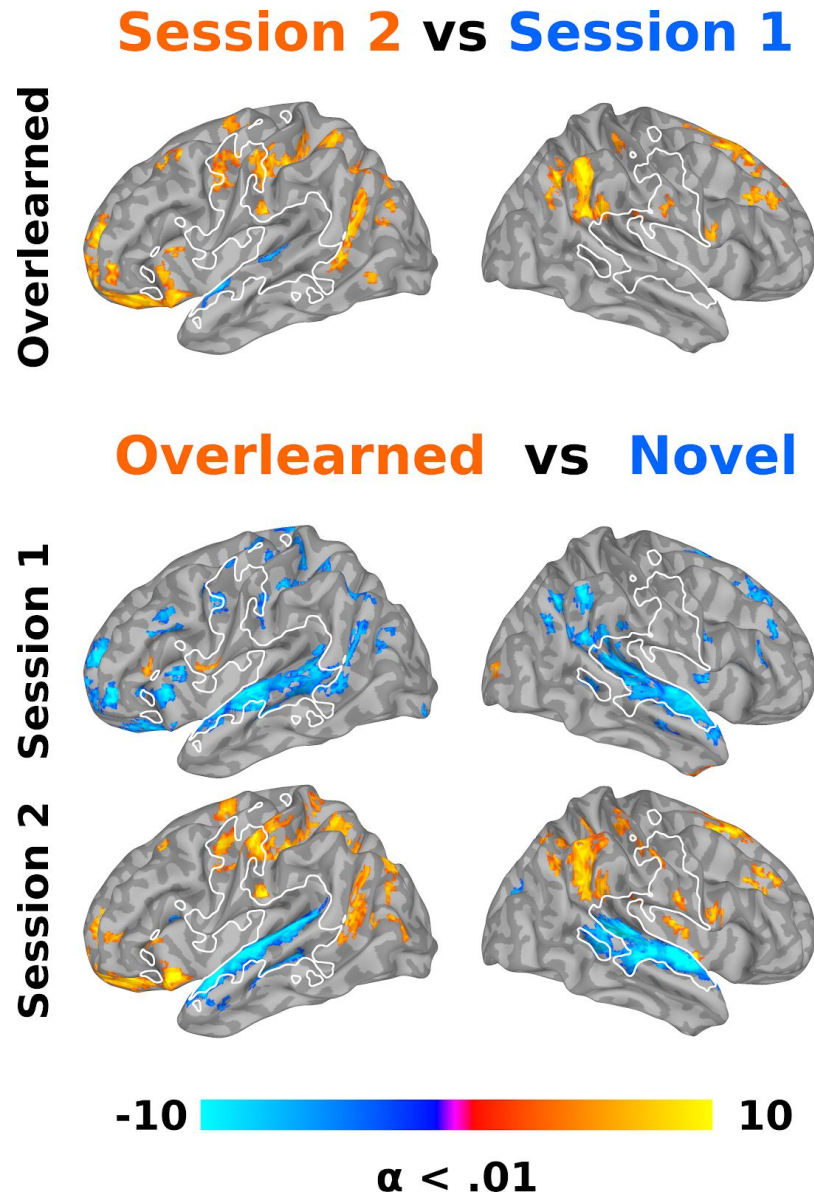 Session 2 vs Session 1
Overlearned
Overlearned vs Novel
Session 1
Session 2
-10
10
α < .01